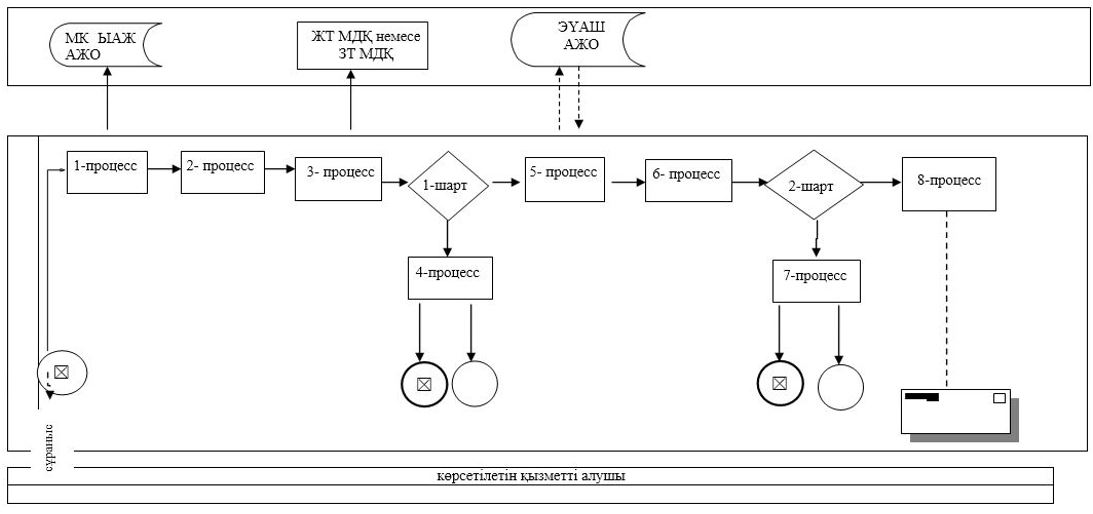 МК ЫАЖ
АЖО
ЖТ МДҚ немесе
ЗТ МДҚ
ЭҮАШ
АЖО
1-процесс
2- процесс
3- процесс
1-шарт
5- процесс
6- процесс
2-шарт
8-процесс
4-процесс
7-процесс
сұраныс
көрсетілетін қызметті алушы